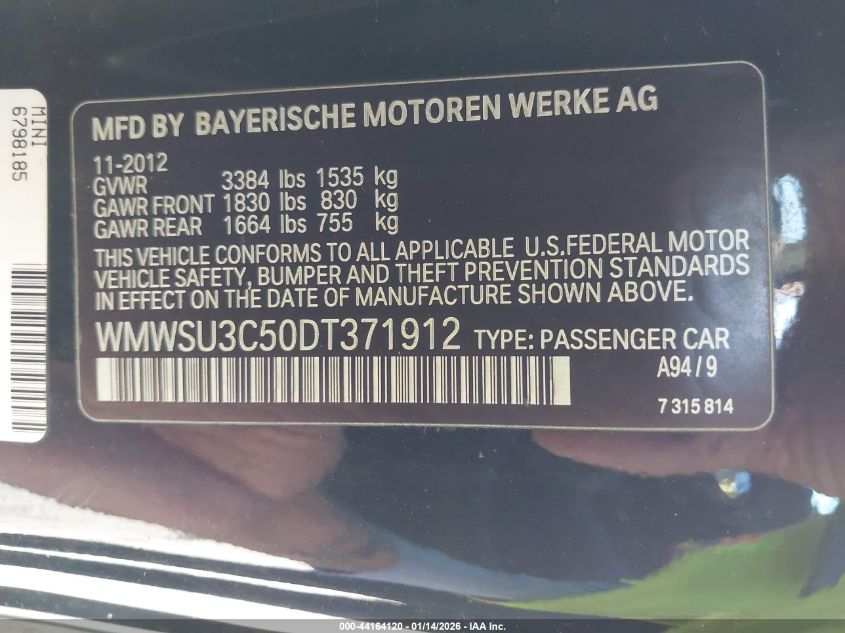 MINI
6798185
MFD BY BAYERISCHE MOTOREN WERKE AG
11-2012
GVWR 3384 lbs 1535 kg
GAWR FRONT 1830 lbs 830 kg
GAWR REAR 1664 lbs 755 kg
THIS VEHICLE CONFORMS TO ALL APPLICABLE U.S.FEDERAL MOTOR
VEHICLE SAFETY, BUMPER AND THEFT PREVENTION STANDARDS
IN EFFECT ON THE DATE OF MANUFACTURE SHOWN ABOVE.
WMWSU3C50DT371912 TYPE: PASSENGER CAR
A94/9
7 315 814
000-44164120 - 01/14/2026 - IAA Inc.